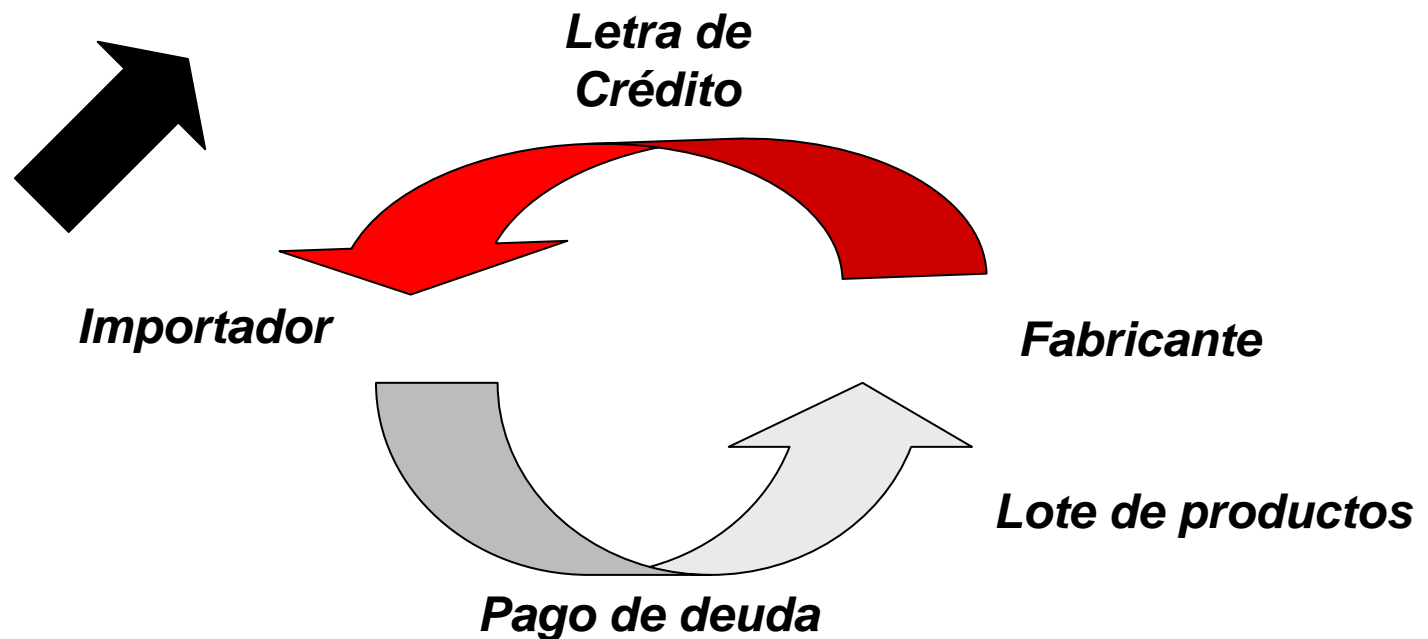 Letra de
Crédito
Importador
Fabricante
Lote de productos
Pago de deuda